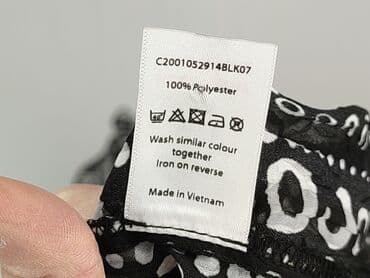 C2001052914BLK07
100% Polyester
Wash similar colour
together
Iron on reverse
Made in Vietnam